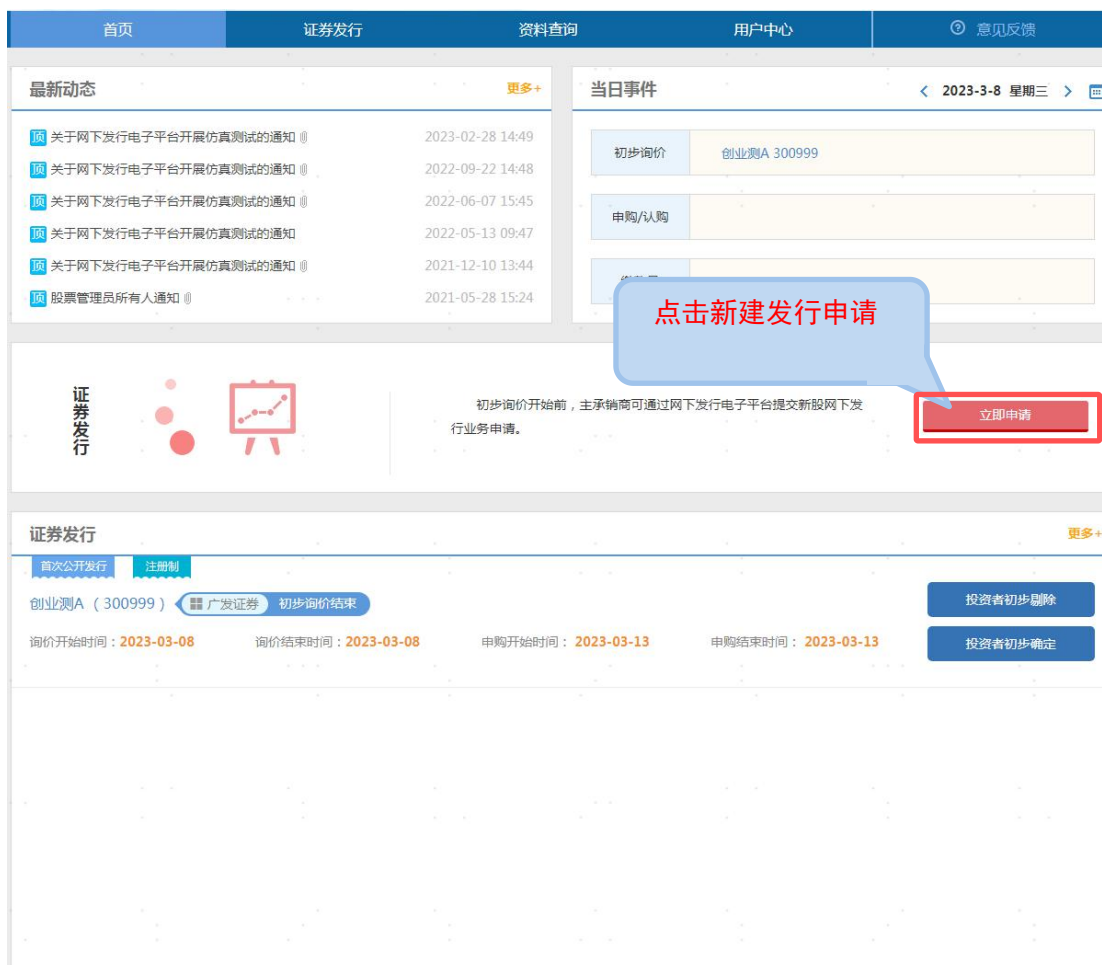 首页 证券发行 资料查询 用户中心 意见反馈
最新动态 更多+
顶 关于网下发行电子平台开展仿真测试的通知 2023-02-28 14:49
顶 关于网下发行电子平台开展仿真测试的通知 2022-09-22 14:48
顶 关于网下发行电子平台开展仿真测试的通知 2022-06-07 15:45
顶 关于网下发行电子平台开展仿真测试的通知 2022-05-13 09:47
顶 关于网下发行电子平台开展仿真测试的通知 2021-12-10 13:44
顶 股票管理员所有人通知 2021-05-28 15:24
当日事件 < 2023-3-8 星期三 >
初步询价 创业测A 300999
申购/认购
点击新建发行申请
证券发行
初步询价开始前，主承销商可通过网下发行电子平台提交新股网下发
行业务申请。
立即申请
证券发行 更多+
首次公开发行 注册制
创业测A（300999） 广发证券 初步询价结束
投资者初步剔除
询价开始时间：2023-03-08 询价结束时间：2023-03-08 申购开始时间： 2023-03-13 申购结束时间： 2023-03-13
投资者初步确定